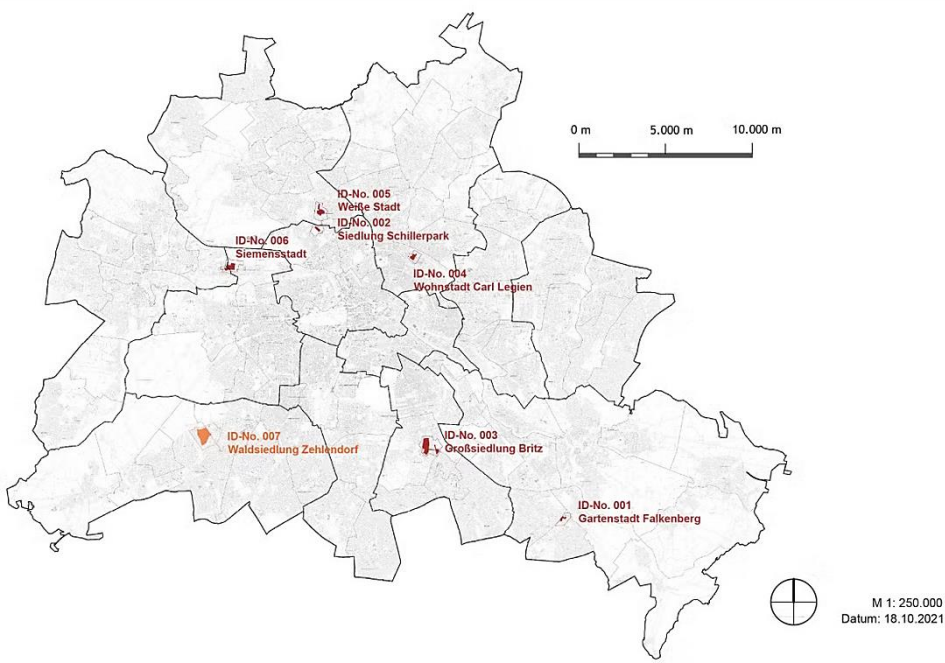 0 m 5.000 m 10.000 m
ID-No. 005
Weiße Stadt
ID-No. 002
Siedlung Schillerpark
ID-No. 006
Siemensstadt
ID-No. 004
Wohnstadt Carl Legien
ID-No. 007
Waldsiedlung Zehlendorf
ID-No. 003
Großsiedlung Britz
ID-No. 001
Gartenstadt Falkenberg
M 1: 250.000
Datum: 18.10.2021